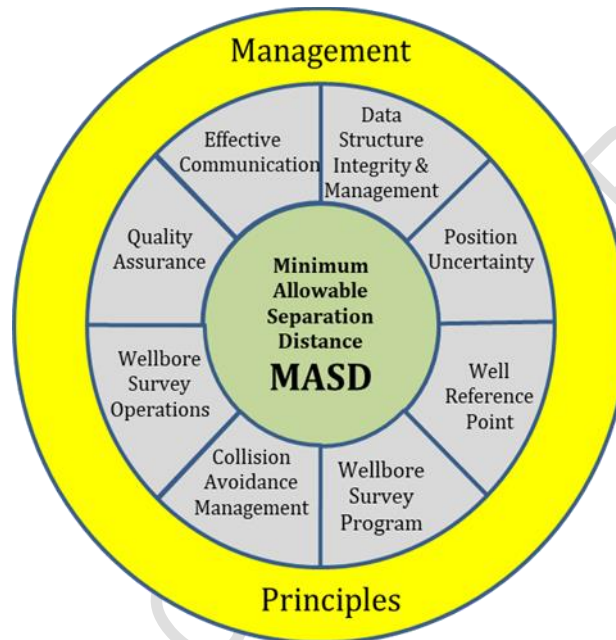 Management
Data
Structure
Integrity &
Management
Position
Uncertainty
Well
Reference
Point
Wellbore
Survey
Program
Collision
Avoidance
Management
Wellbore
Survey
Operations
Quality
Assurance
Effective
Communication
Minimum
Allowable
Separation
Distance
MASD
Principles